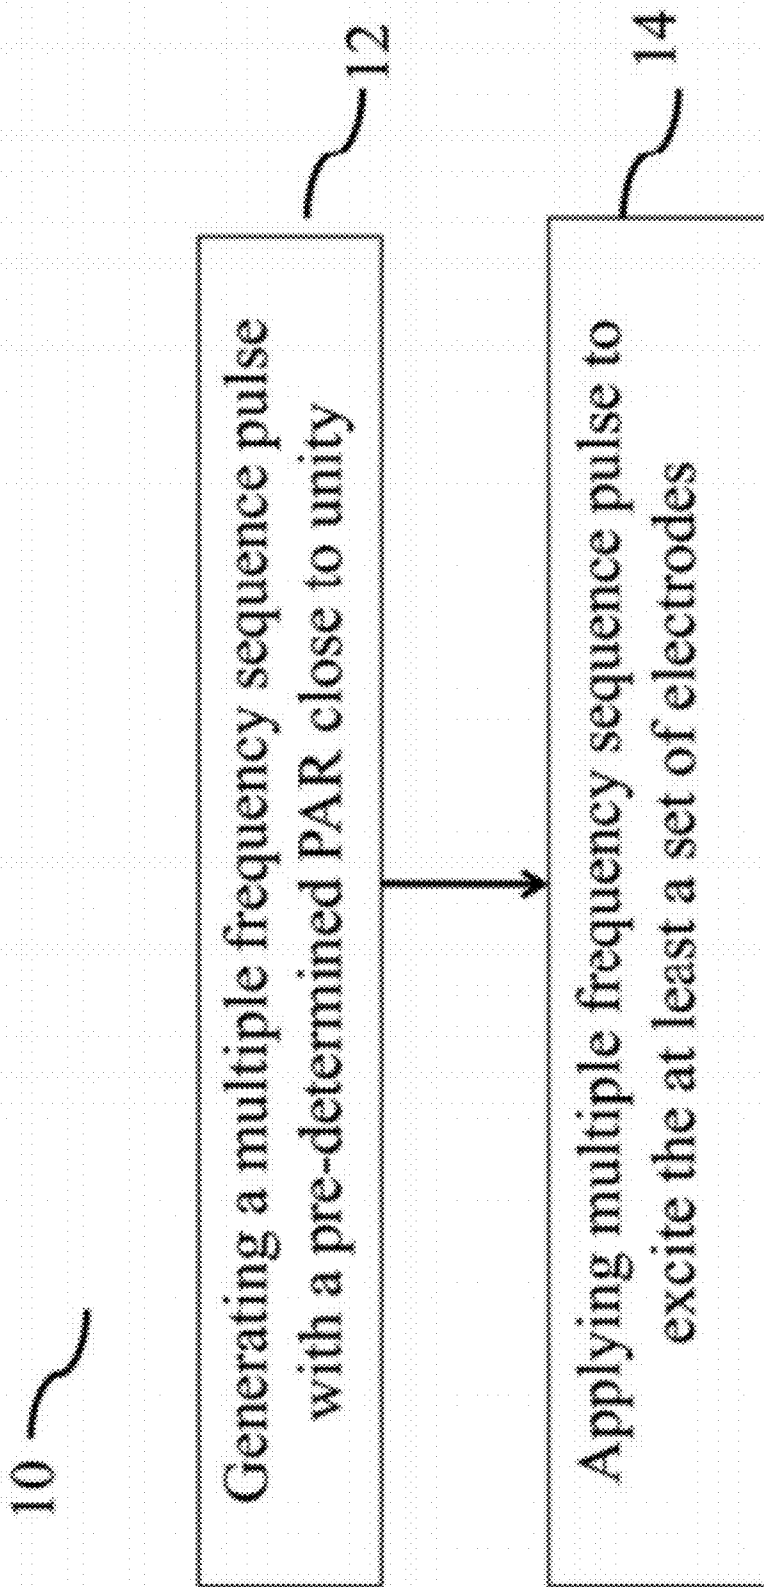 10
12
Generating a multiple frequency sequence pulse
with a pre-determined PAR close to unity
14
Applying multiple frequency sequence pulse to
excite the at least a set of electrodes